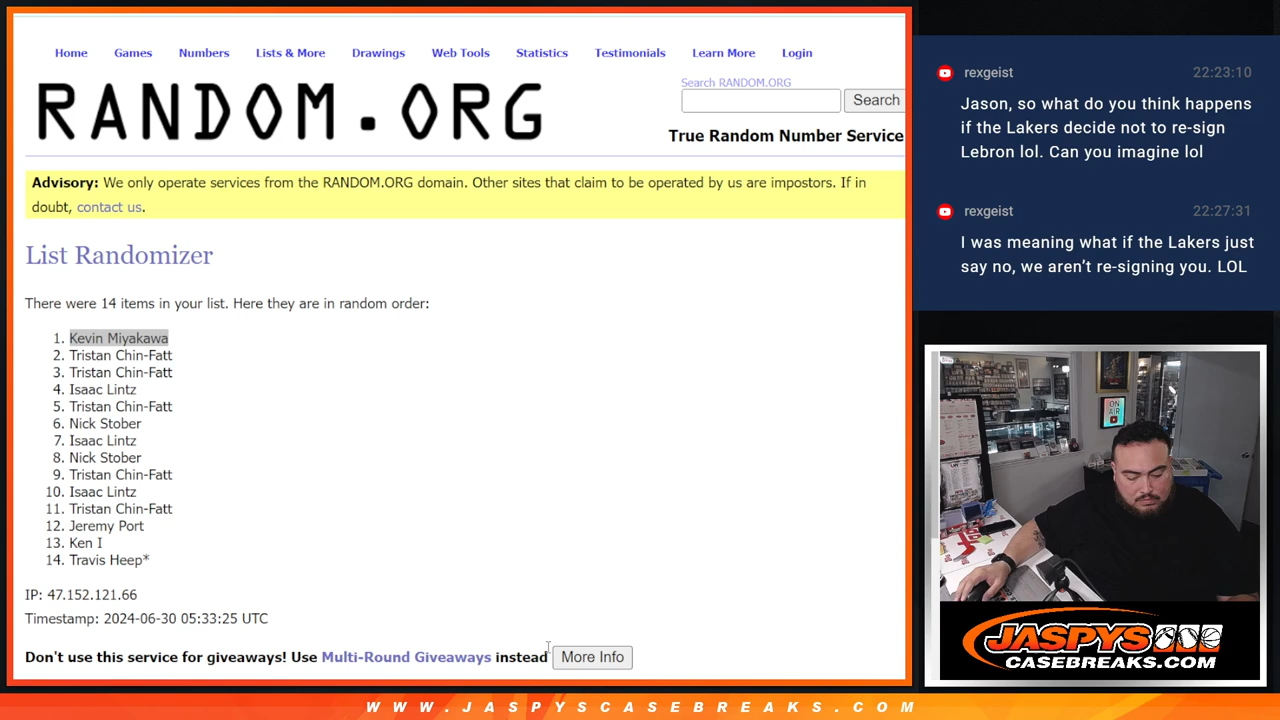 Home Games Numbers Lists & More Drawings Web Tools Statistics Testimonials Learn More Login
RANDOM.ORG
Search RANDOM.ORG
Search
True Random Number Service
Advisory: We only operate services from the RANDOM.ORG domain. Other sites that claim to be operated by us are impostors. If in
doubt, contact us.
List Randomizer
There were 14 items in your list. Here they are in random order:
1. Kevin Miyakawa
2. Tristan Chin-Fatt
3. Tristan Chin-Fatt
4. Isaac Lintz
5. Tristan Chin-Fatt
6. Nick Stober
7. Isaac Lintz
8. Nick Stober
9. Tristan Chin-Fatt
10. Isaac Lintz
11. Tristan Chin-Fatt
12. Jeremy Port
13. Ken I
14. Travis Heep*
IP: 47.152.121.66
Timestamp: 2024-06-30 05:33:25 UTC
Don't use this service for giveaways! Use Multi-Round Giveaways instead More Info
rexgeist 22:23:10
Jason, so what do you think happens
if the Lakers decide not to re-sign
Lebron lol. Can you imagine lol
rexgeist 22:27:31
I was meaning what if the Lakers just
say no, we aren't re-signing you. LOL
ON
AIR
JASPYS
CASEBREAKS.COM
WWW.JASPYSCASEBREAKS.COM